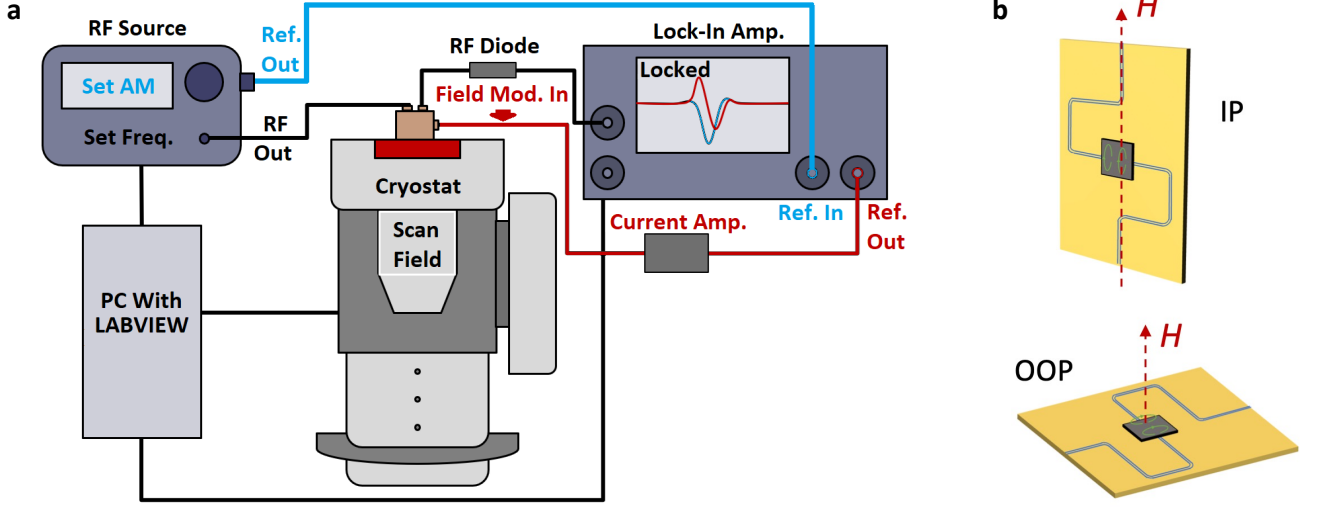 a
RF Source
Set AM
Set Freq.
Ref.
Out
RF
Out
RF Diode
Field Mod. In
Lock-In Amp.
Locked
Ref. In
Ref.
Out
Current Amp.
Cryostat
Scan
Field
PC With
LABVIEW
b
H
IP
H
OOP